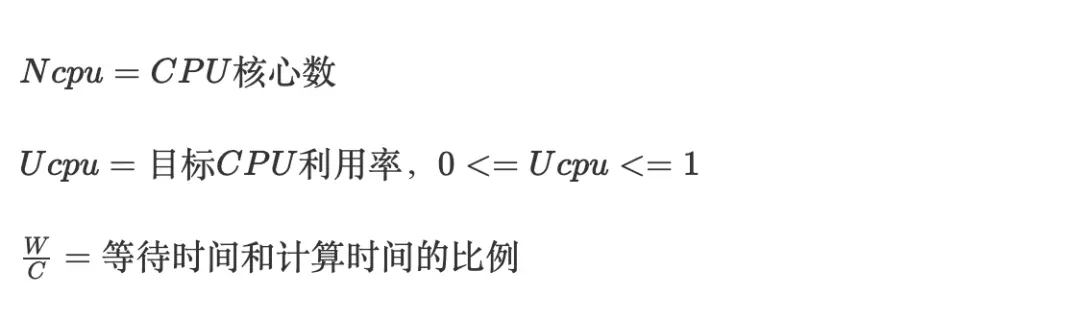 Ncpu = CPU核心数
Ucpu = 目标CPU利用率，0 <= Ucpu <= 1
W/C = 等待时间和计算时间的比例